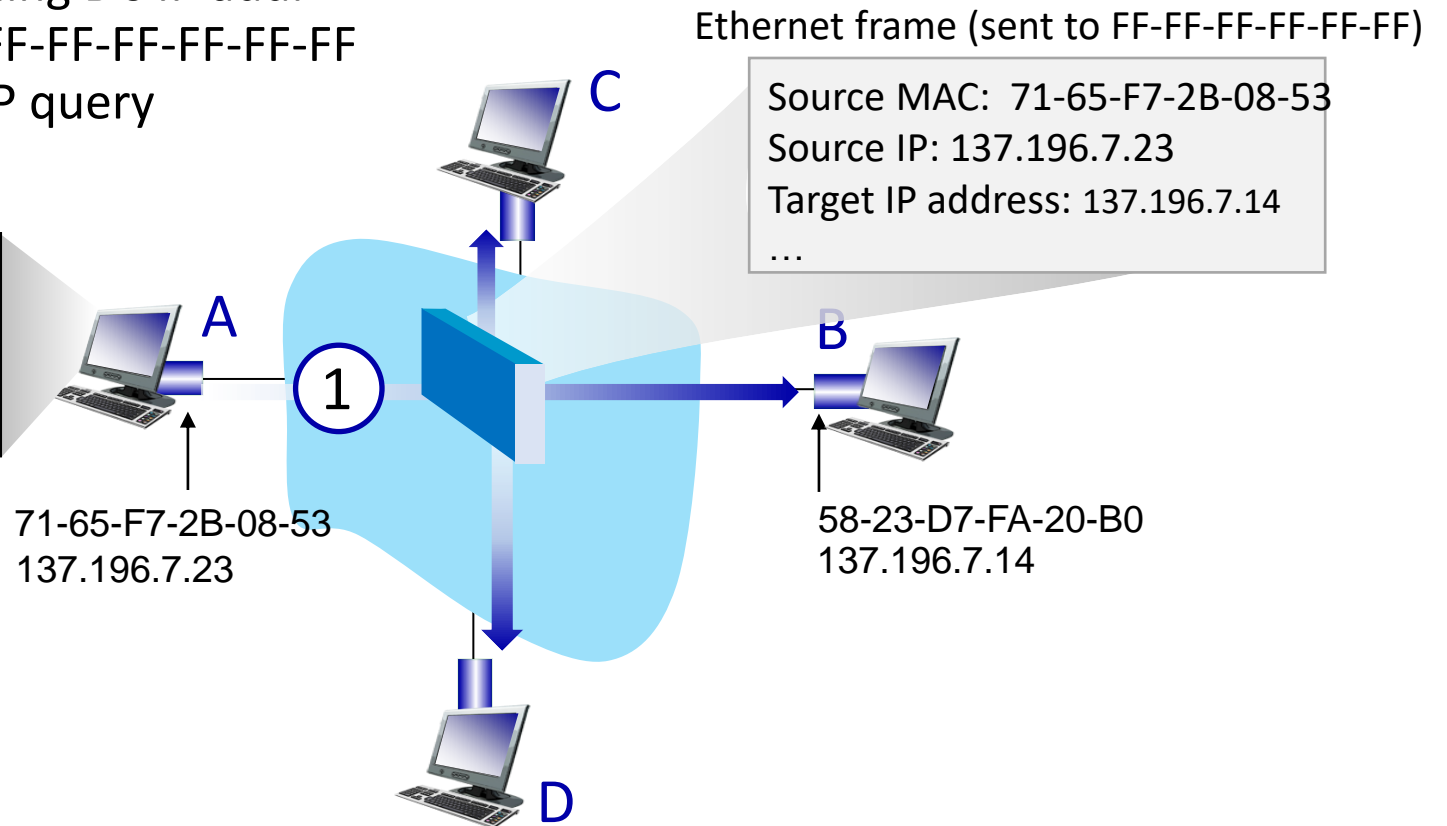 FF-FF-FF-FF-FF-FF
query
Ethernet frame (sent to FF-FF-FF-FF-FF-FF)
Source MAC: 71-65-F7-2B-08-53
Source IP: 137.196.7.23
Target IP address: 137.196.7.14
…
C
A
B
1
71-65-F7-2B-08-53
137.196.7.23
58-23-D7-FA-20-B0
137.196.7.14
D